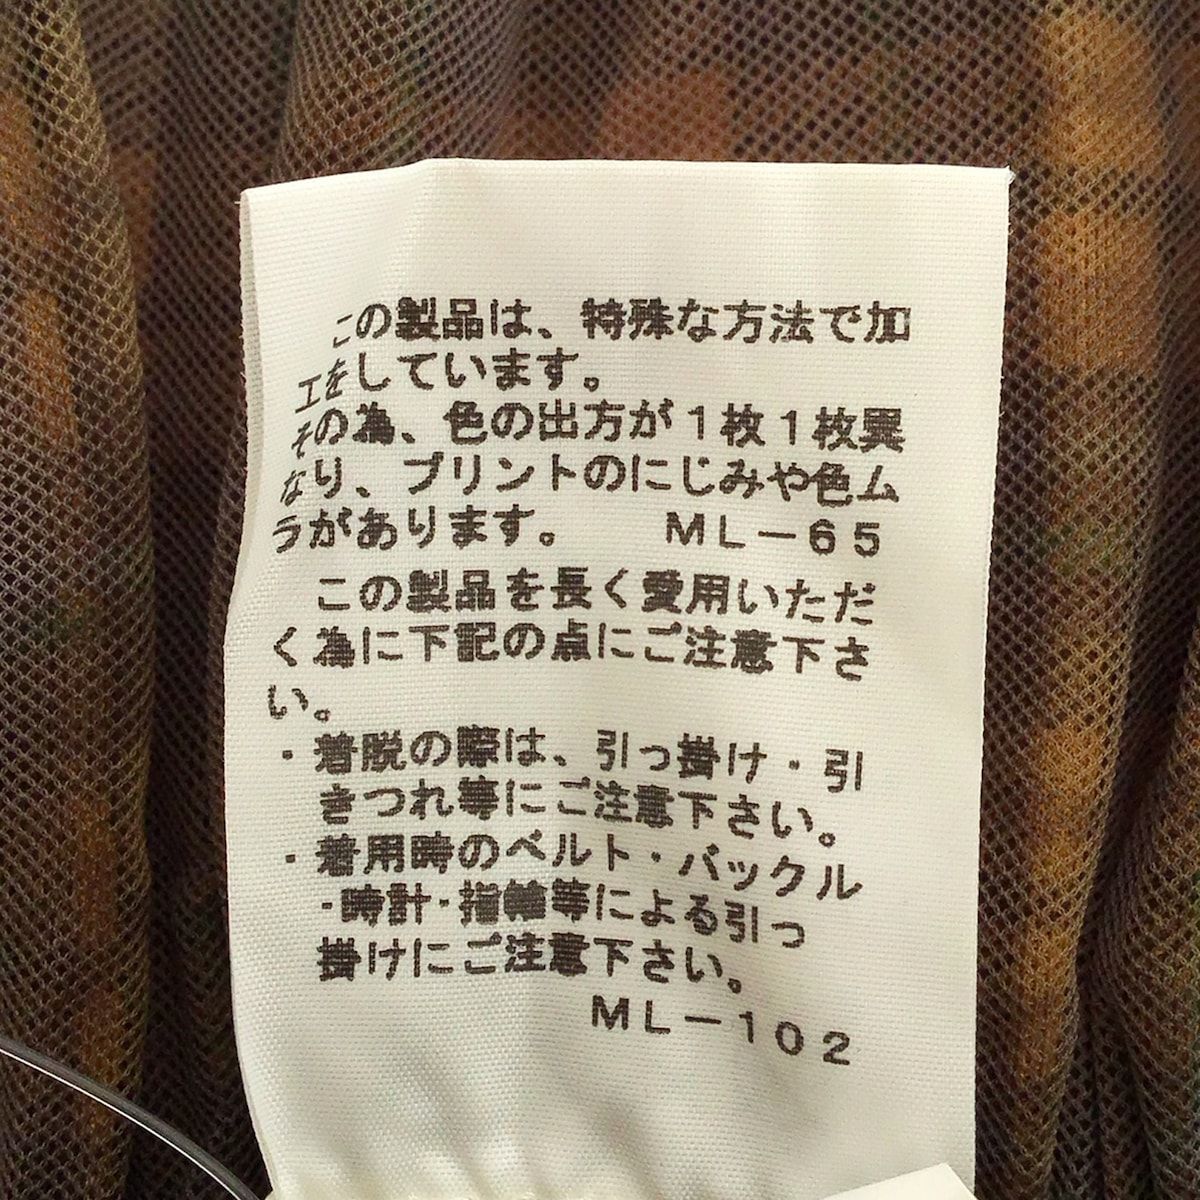 この製品は、特殊な方法で加
工をしています。
その為、色の出方が１枚１枚異
なり、プリントのにじみや色ム
ラがあります。　ＭＬ－６５
この製品を長く愛用いただ
く為に下記の点にご注意下さ
い。
・着脱の際は、引っ掛け・引
きつれ等にご注意下さい。
・着用時のベルト・バックル
・時計・指輪等による引っ
掛けにご注意下さい。
ＭＬ－１０２